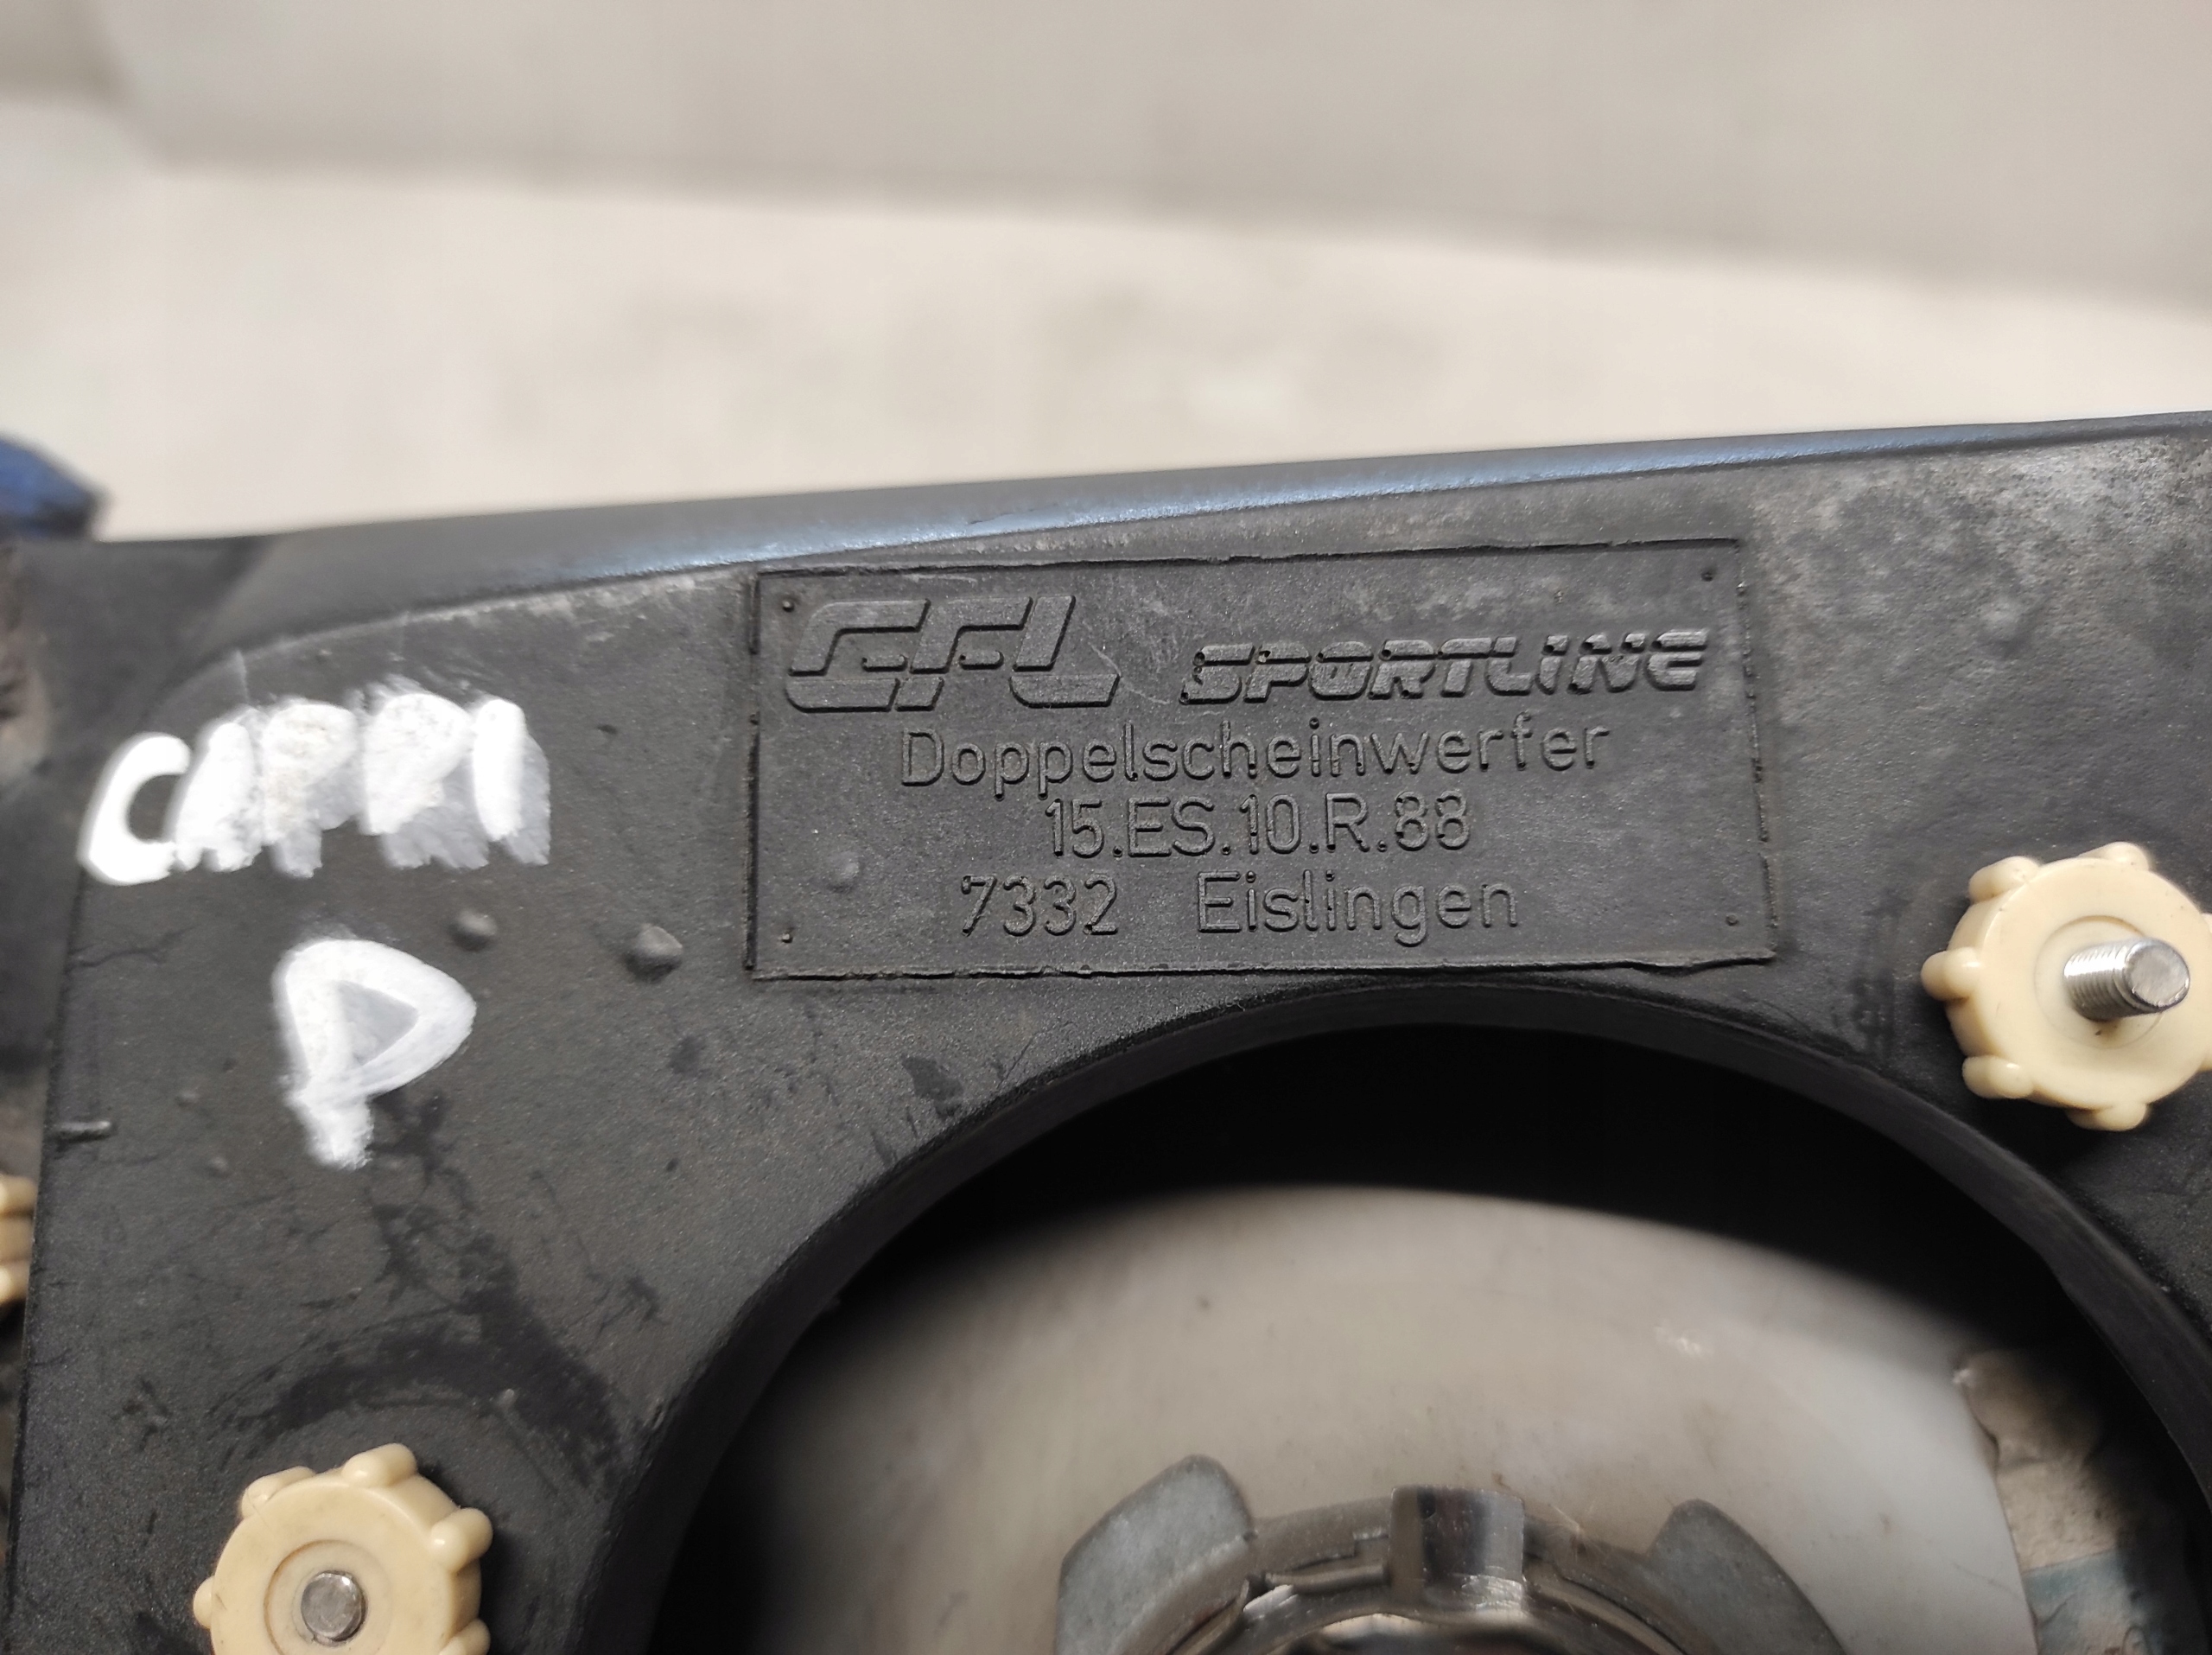 CFL SPORTLINE
Doppelscheinwerfer
15.ES.10.R.88
7332 Eislingen
CAPRI
P